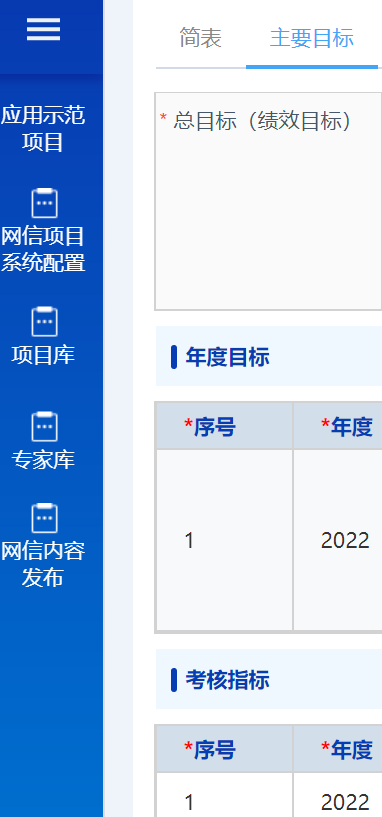 应用示范
项目
网信项目
系统配置
项目库
专家库
网信内容
发布
简表 主要目标
* 总目标（绩效目标）
年度目标
*序号 *年度
1 2022
考核指标
*序号 *年度
1 2022